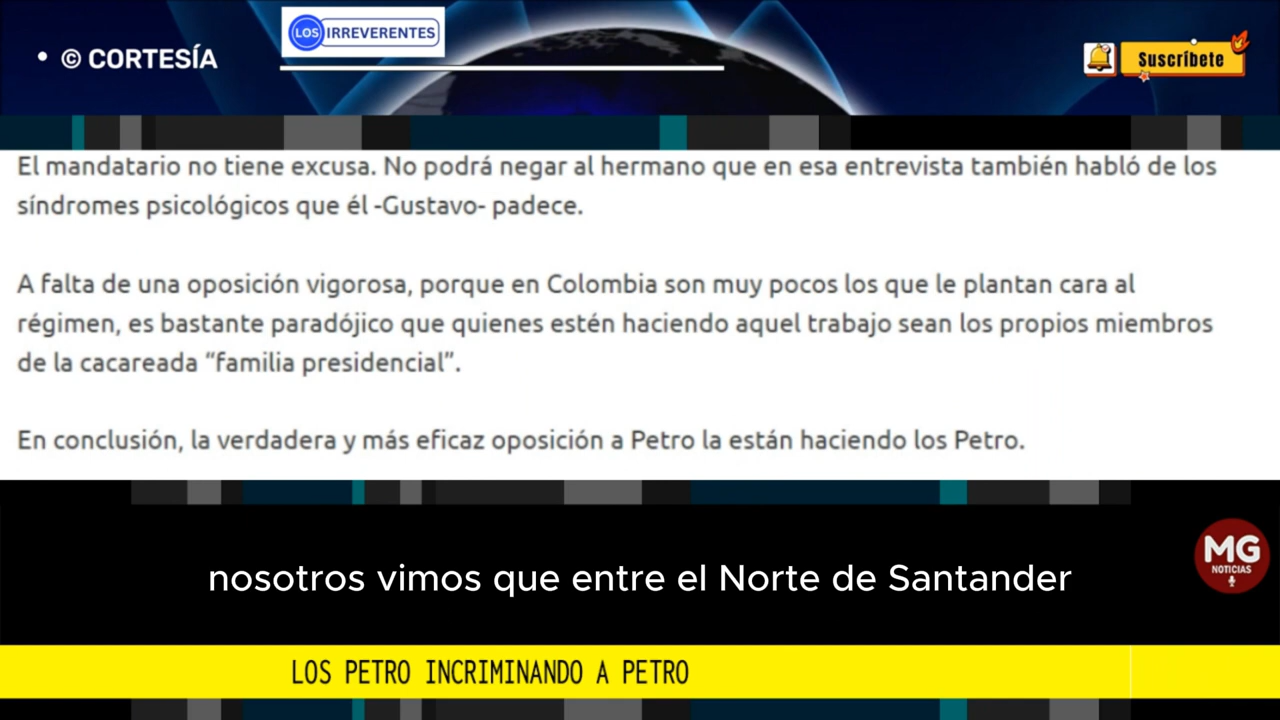 • © CORTESÍA
LOS IRREVERENTES
Suscríbete
El mandatario no tiene excusa. No podrá negar al hermano que en esa entrevista también habló de los
síndromes psicológicos que él -Gustavo- padece.
A falta de una oposición vigorosa, porque en Colombia son muy pocos los que le plantan cara al
régimen, es bastante paradójico que quienes estén haciendo aquel trabajo sean los propios miembros
de la cacareada “familia presidencial”.
En conclusión, la verdadera y más eficaz oposición a Petro la están haciendo los Petro.
MG
NOTICIAS
nosotros vimos que entre el Norte de Santander
LOS PETRO INCRIMINANDO A PETRO